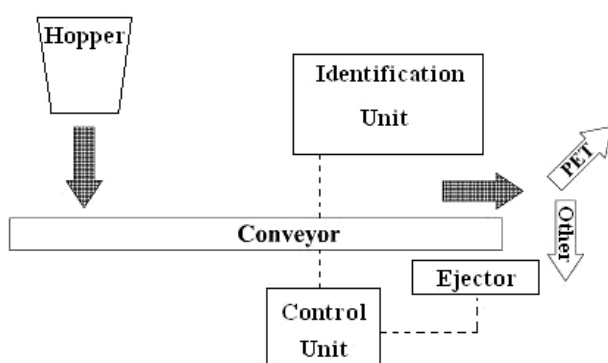 Hopper
Identification
Unit
PET
Other
Conveyor
Ejector
Control
Unit